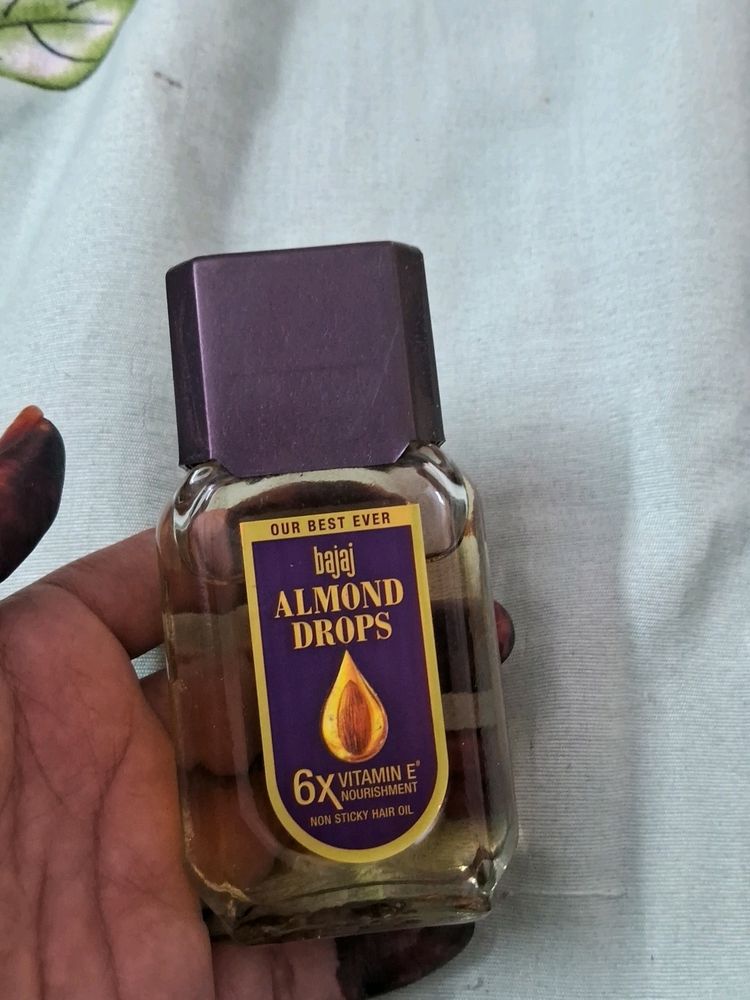 OUR BEST EVER
bajaj
ALMOND
DROPS
6X VITAMIN E
NOURISHMENT
NON STICKY HAIR OIL